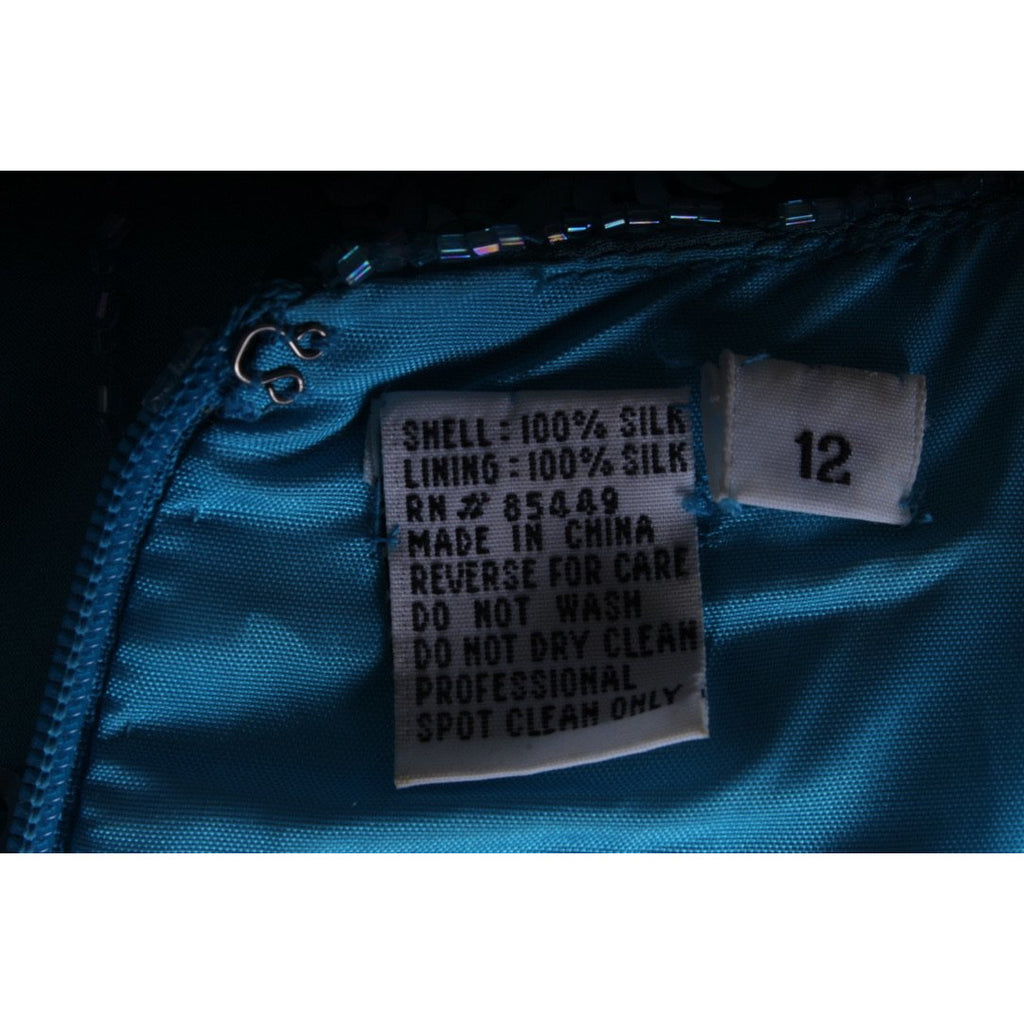 SHELL : 100% SILK
LINING : 100% SILK
RN # 85449
MADE IN CHINA
REVERSE FOR CARE
DO NOT WASH
DO NOT DRY CLEAN
PROFESSIONAL
SPOT CLEAN ONLY
12